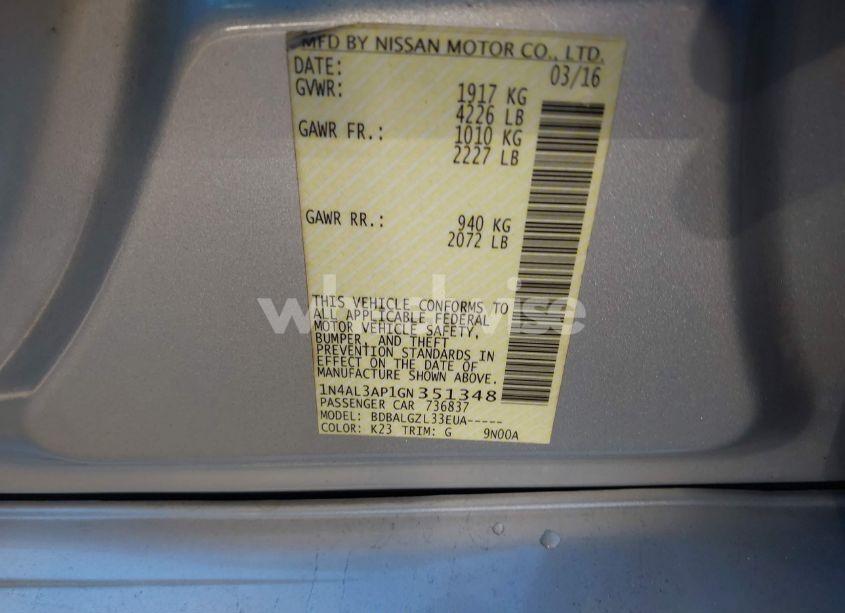 MFD BY NISSAN MOTOR CO., LTD.
DATE: 03/16
GVWR: 1917 KG
4226 LB
GAWR FR.: 1010 KG
2227 LB
GAWR RR.: 940 KG
2072 LB
THIS VEHICLE CONFORMS TO
ALL APPLICABLE FEDERAL
MOTOR VEHICLE SAFETY,
BUMPER, AND THEFT
PREVENTION STANDARDS IN
EFFECT ON THE DATE OF
MANUFACTURE SHOWN ABOVE.
1N4AL3AP1GN351348
PASSENGER CAR 736837
MODEL: BDBALGZL33EUA-----
COLOR: K23 TRIM: G 9N00A